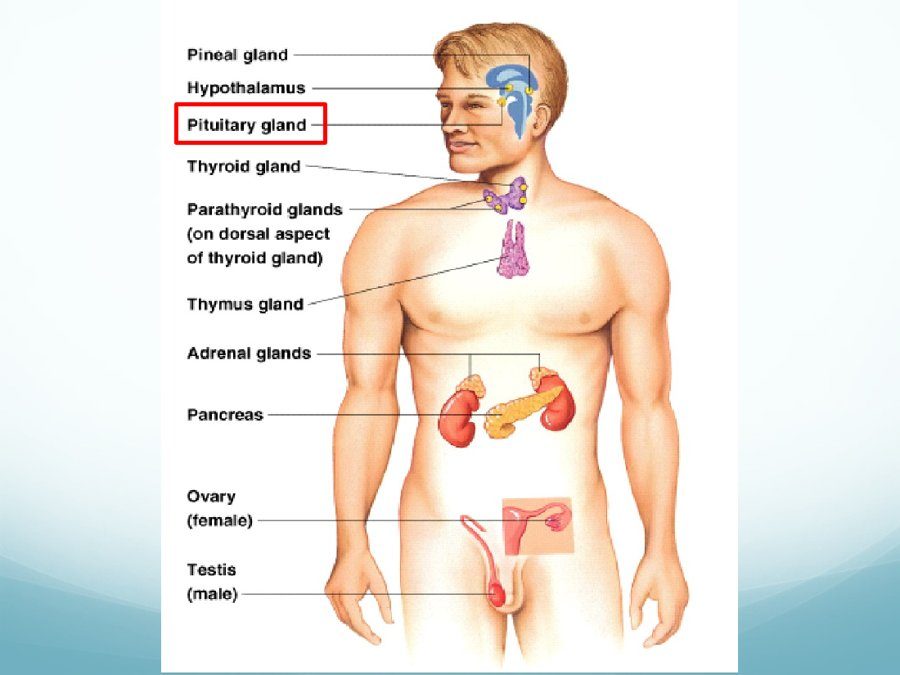 Pineal gland
Hypothalamus
Pituitary gland
Thyroid gland
Parathyroid glands
(on dorsal aspect
of thyroid gland)
Thymus gland
Adrenal glands
Pancreas
Ovary
(female)
Testis
(male)